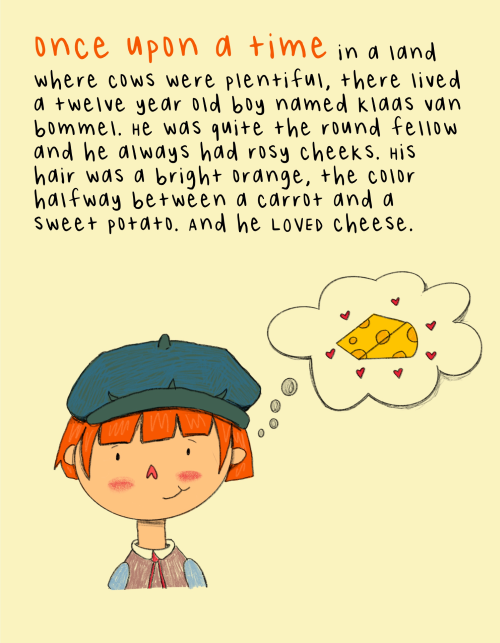 once upon a time in a land
where cows were plentiful, there lived
a twelve year old boy named Klaas van
bommel. He was quite the round fellow
and he always had rosy cheeks. His
hair was a bright orange, the color
halfway between a carrot and a
sweet potato. And he LOVED cheese.